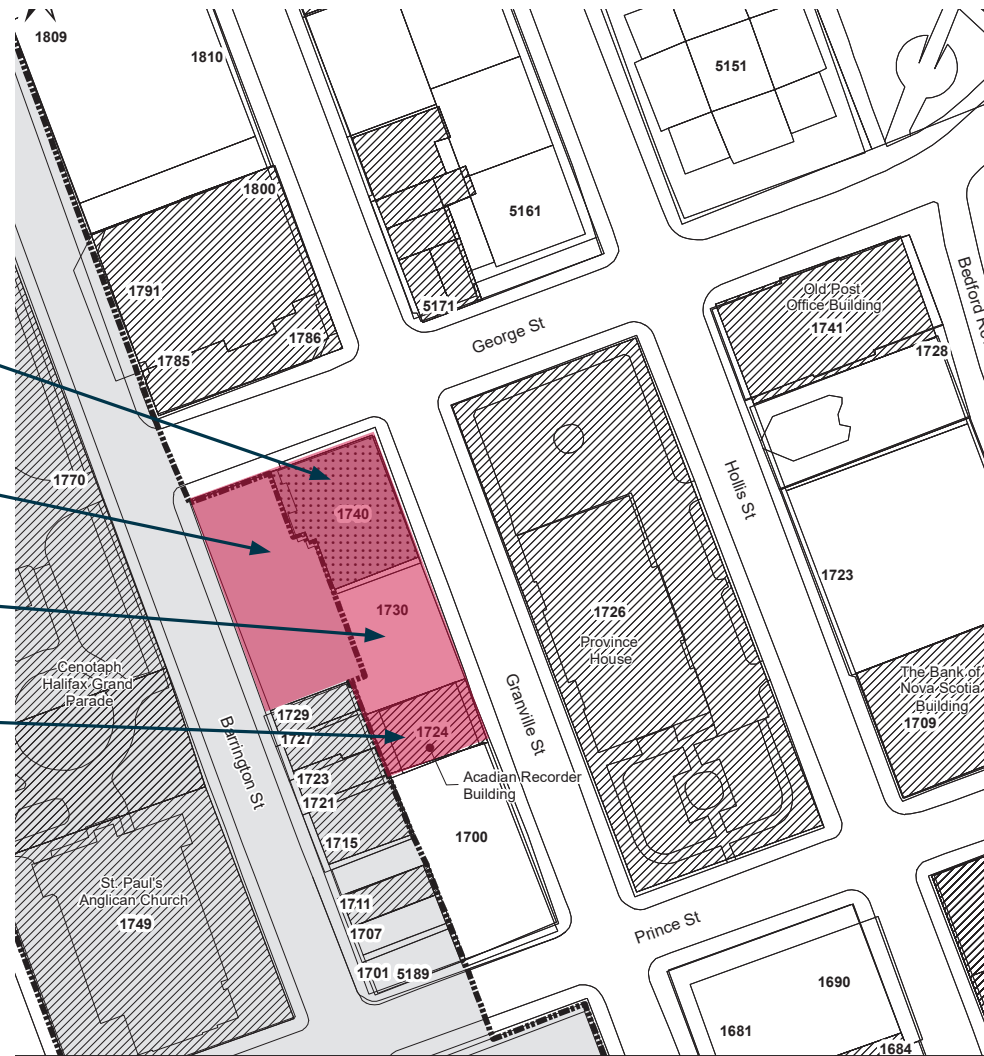 1809
1810
5151
1800
5161
1791
5171
1786
1785
George St
Old Post
Office Building
1741
1728
1770
1740
Hollis St
1730
1723
1726
Province
House
Cenotaph
Halifax Grand
Parade
The Bank of
Nova Scotia
Building
1709
1729
1727
1724
Barrington St
Granville St
1723
Acadian Recorder
Building
1721
1715
1700
St. Paul's
Anglican Church
1749
1711
1707
Prince St
1701
5189
1690
1681
1684